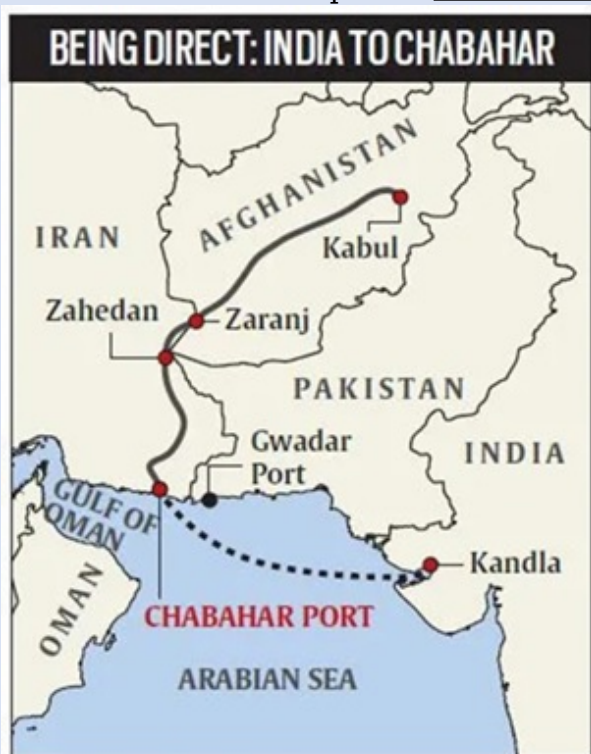 BEING DIRECT: INDIA TO CHABAHAR
AFGHANISTAN
IRAN
Kabul
Zahedan
Zaranj
PAKISTAN
Gwadar
Port
INDIA
GULF OF
OMAN
Kandla
OMAN
CHABAHAR PORT
ARABIAN SEA